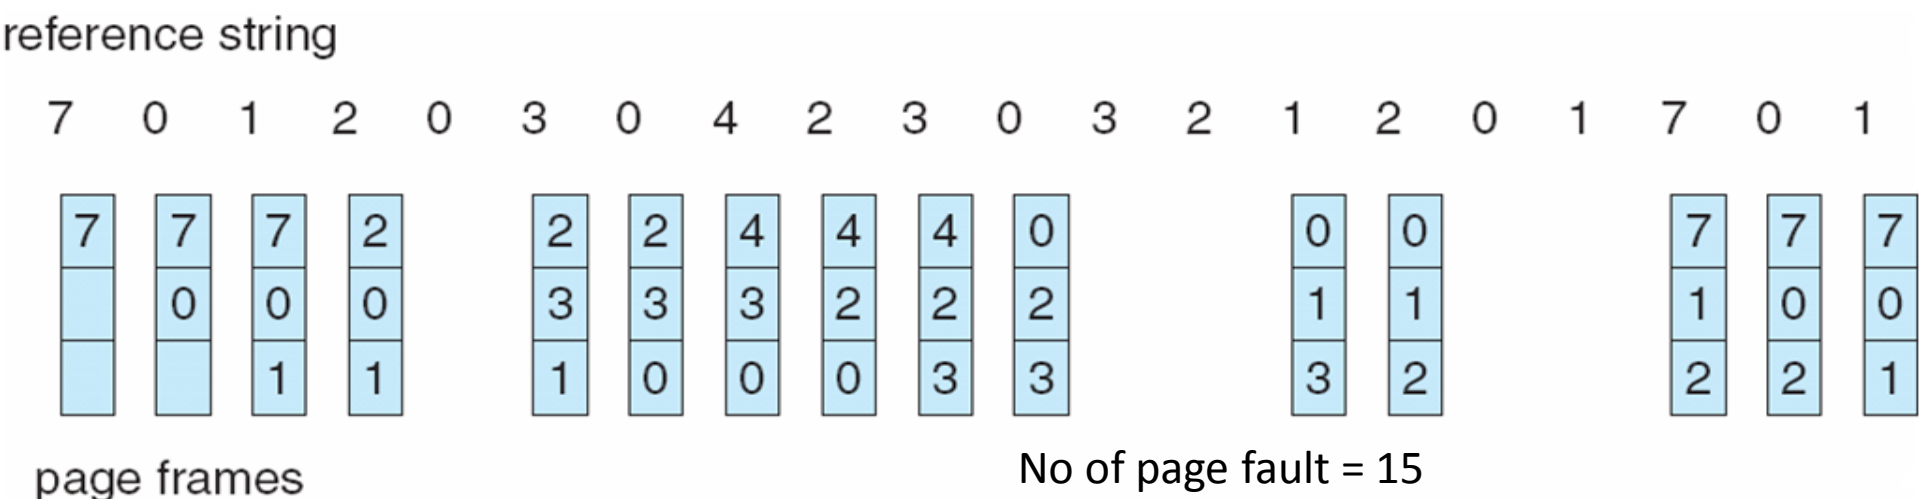 reference string
7 0 1 2 0 3 0 4 2 3 0 3 2 1 2 0 1 7 0 1
7 7 7 2 2 2 4 4 4 0 0 0 7 7 7
0 0 0 3 3 3 2 2 2 1 1 1 0 0
1 1 1 0 0 0 3 3 3 2 2 2 1
page frames
No of page fault = 15